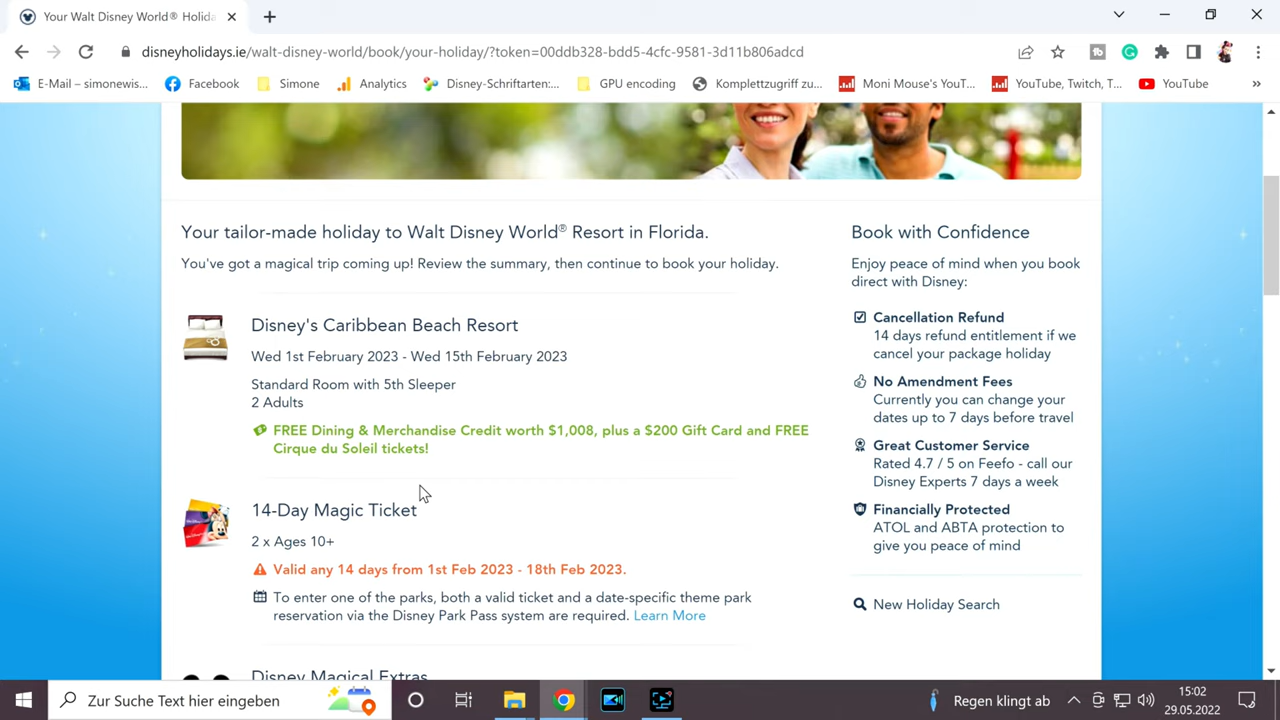 Your Walt Disney World® Holida
disneyholidays.ie/walt-disney-world/book/your-holiday/?token=00ddb328-bdd5-4cfc-9581-3d11b806adcd
E-Mail – simonewis...
Facebook
Simone
Analytics
Disney-Schriftarten:...
GPU encoding
Komplettzugriff zu...
Moni Mouse's YouT...
YouTube, Twitch, T...
YouTube
»
Your tailor-made holiday to Walt Disney World® Resort in Florida.
You've got a magical trip coming up! Review the summary, then continue to book your holiday.
Disney's Caribbean Beach Resort
Wed 1st February 2023 - Wed 15th February 2023
Standard Room with 5th Sleeper
2 Adults
FREE Dining & Merchandise Credit worth $1,008, plus a $200 Gift Card and FREE
Cirque du Soleil tickets!
14-Day Magic Ticket
2 x Ages 10+
Valid any 14 days from 1st Feb 2023 - 18th Feb 2023.
To enter one of the parks, both a valid ticket and a date-specific theme park
reservation via the Disney Park Pass system are required. Learn More
Disney Magical Extras
Book with Confidence
Enjoy peace of mind when you book
direct with Disney:
Cancellation Refund
14 days refund entitlement if we
cancel your package holiday
No Amendment Fees
Currently you can change your
dates up to 7 days before travel
Great Customer Service
Rated 4.7 / 5 on Feefo - call our
Disney Experts 7 days a week
Financially Protected
ATOL and ABTA protection to
give you peace of mind
New Holiday Search
Zur Suche Text hier eingeben
Regen klingt ab
15:02
29.05.2022